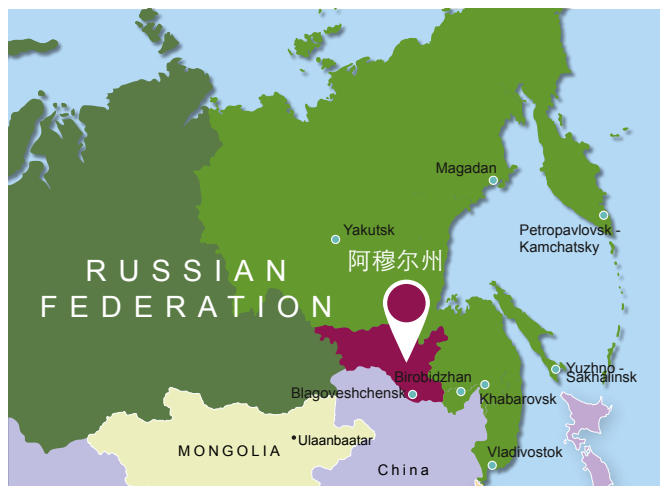 Magadan
Petropavlovsk -
Kamchatsky
Yakutsk
阿穆尔州
RUSSIAN
FEDERATION
Yuzhno -
Sakhalinsk
Birobidzhan
Blagoveshchensk
Khabarovsk
MONGOLIA
Ulaanbaatar
China
Vladivostok